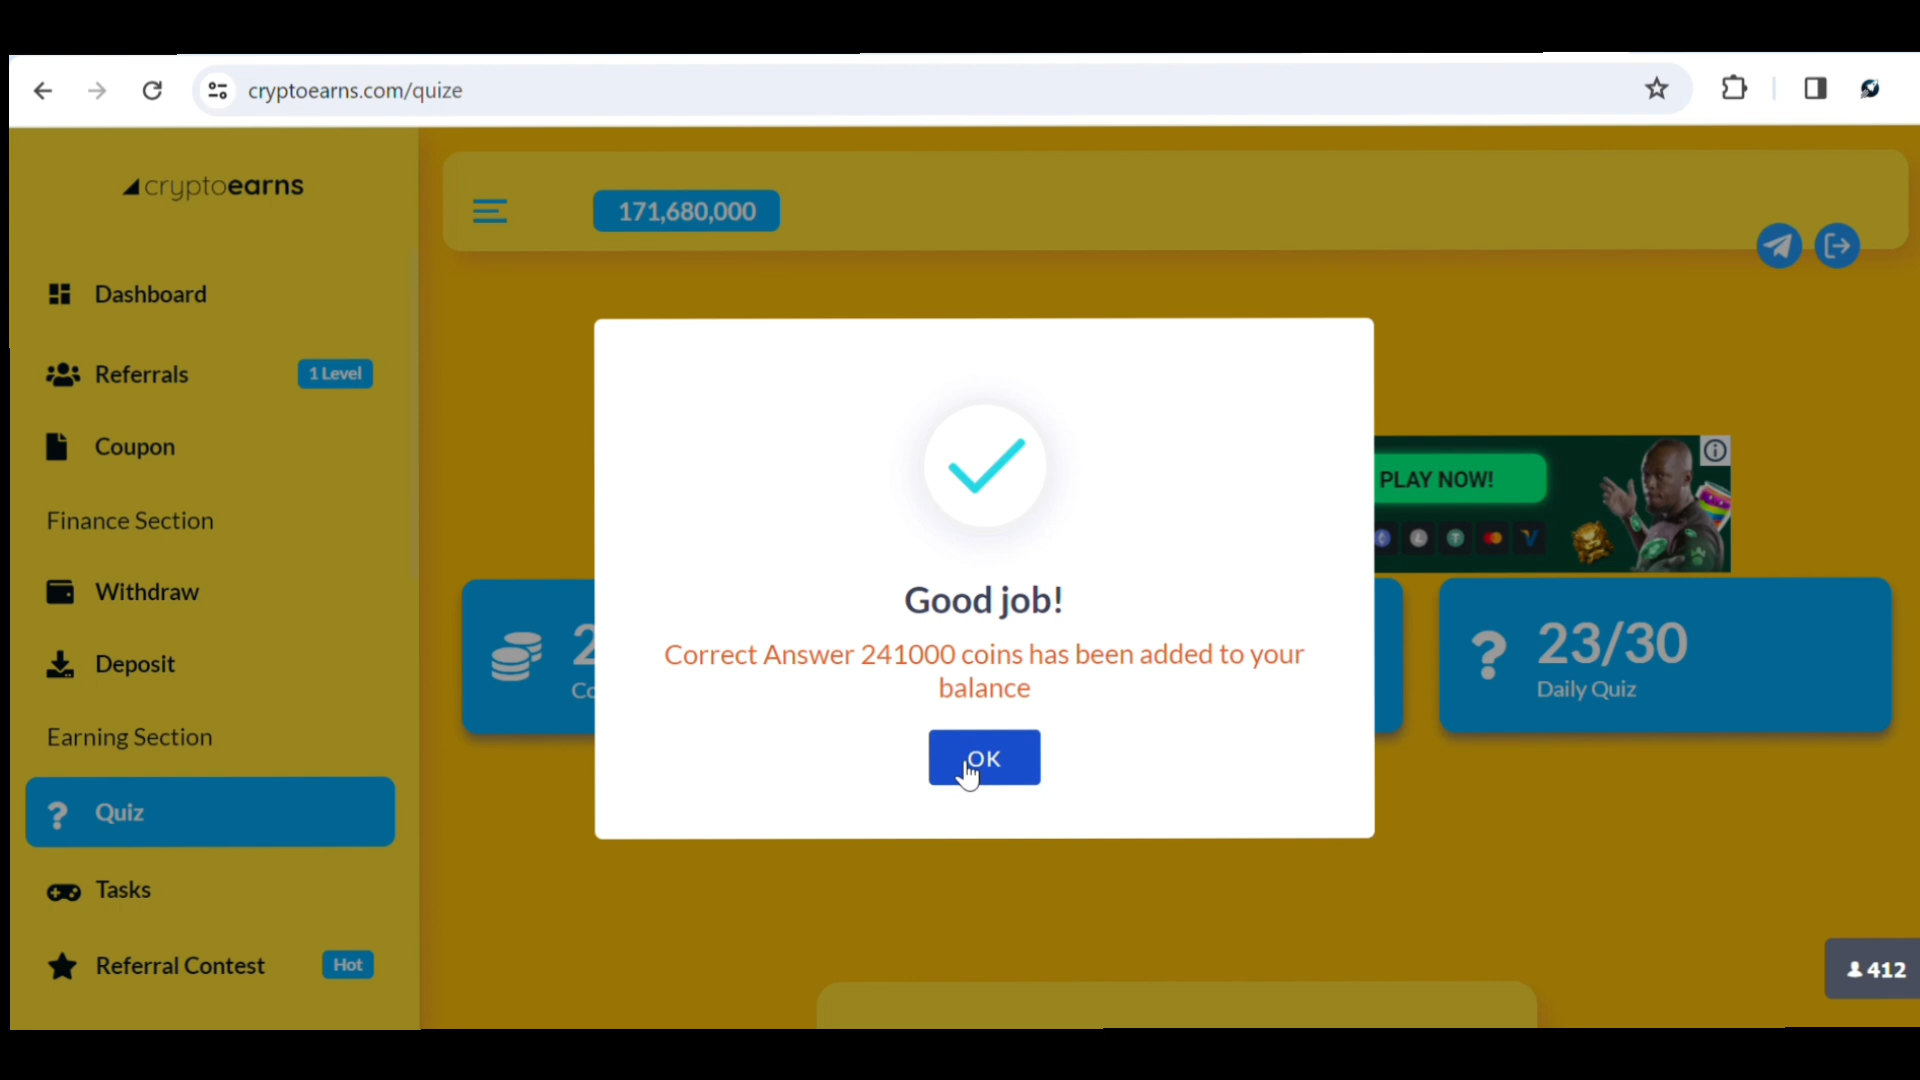 cryptoearns.com/quize
cryptoearns
171,680,000
Dashboard
Referrals
1 Level
Coupon
Finance Section
Withdraw
Deposit
Earning Section
Quiz
Tasks
Referral Contest
Hot
PLAY NOW!
Good job!
Correct Answer 241000 coins has been added to your
balance
OK
23/30
Daily Quiz
412